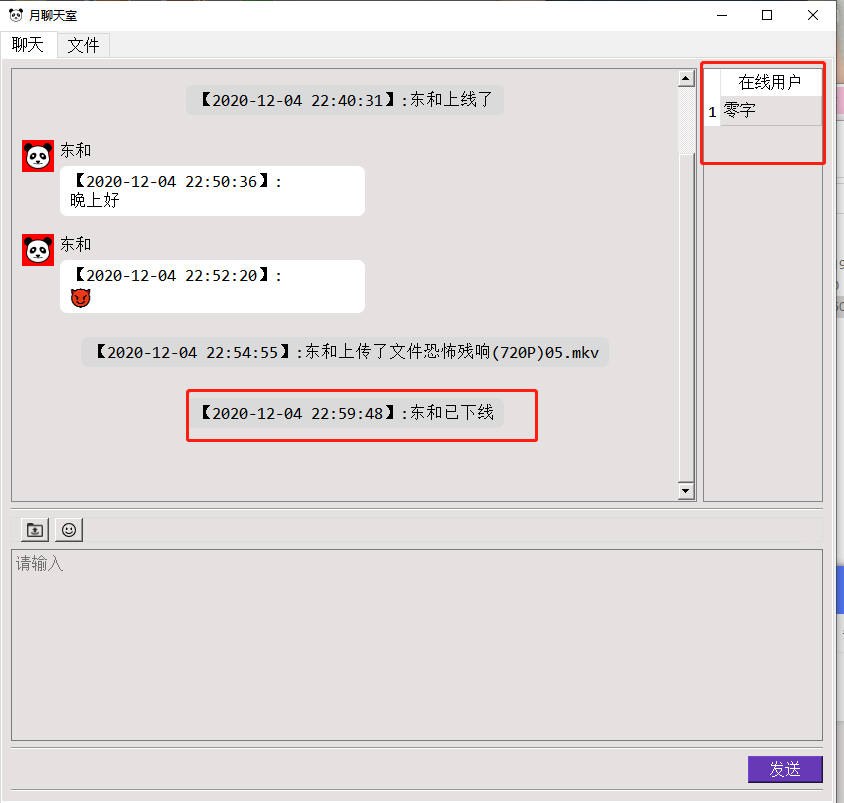 月聊天室
聊天 文件
【2020-12-04 22:40:31】:东和上线了
东和
【2020-12-04 22:50:36】:
晚上好
东和
【2020-12-04 22:52:20】:
【2020-12-04 22:54:55】:东和上传了文件恐怖残响(720P)05.mkv
【2020-12-04 22:59:48】:东和已下线
在线用户
1 零字
请输入
发送